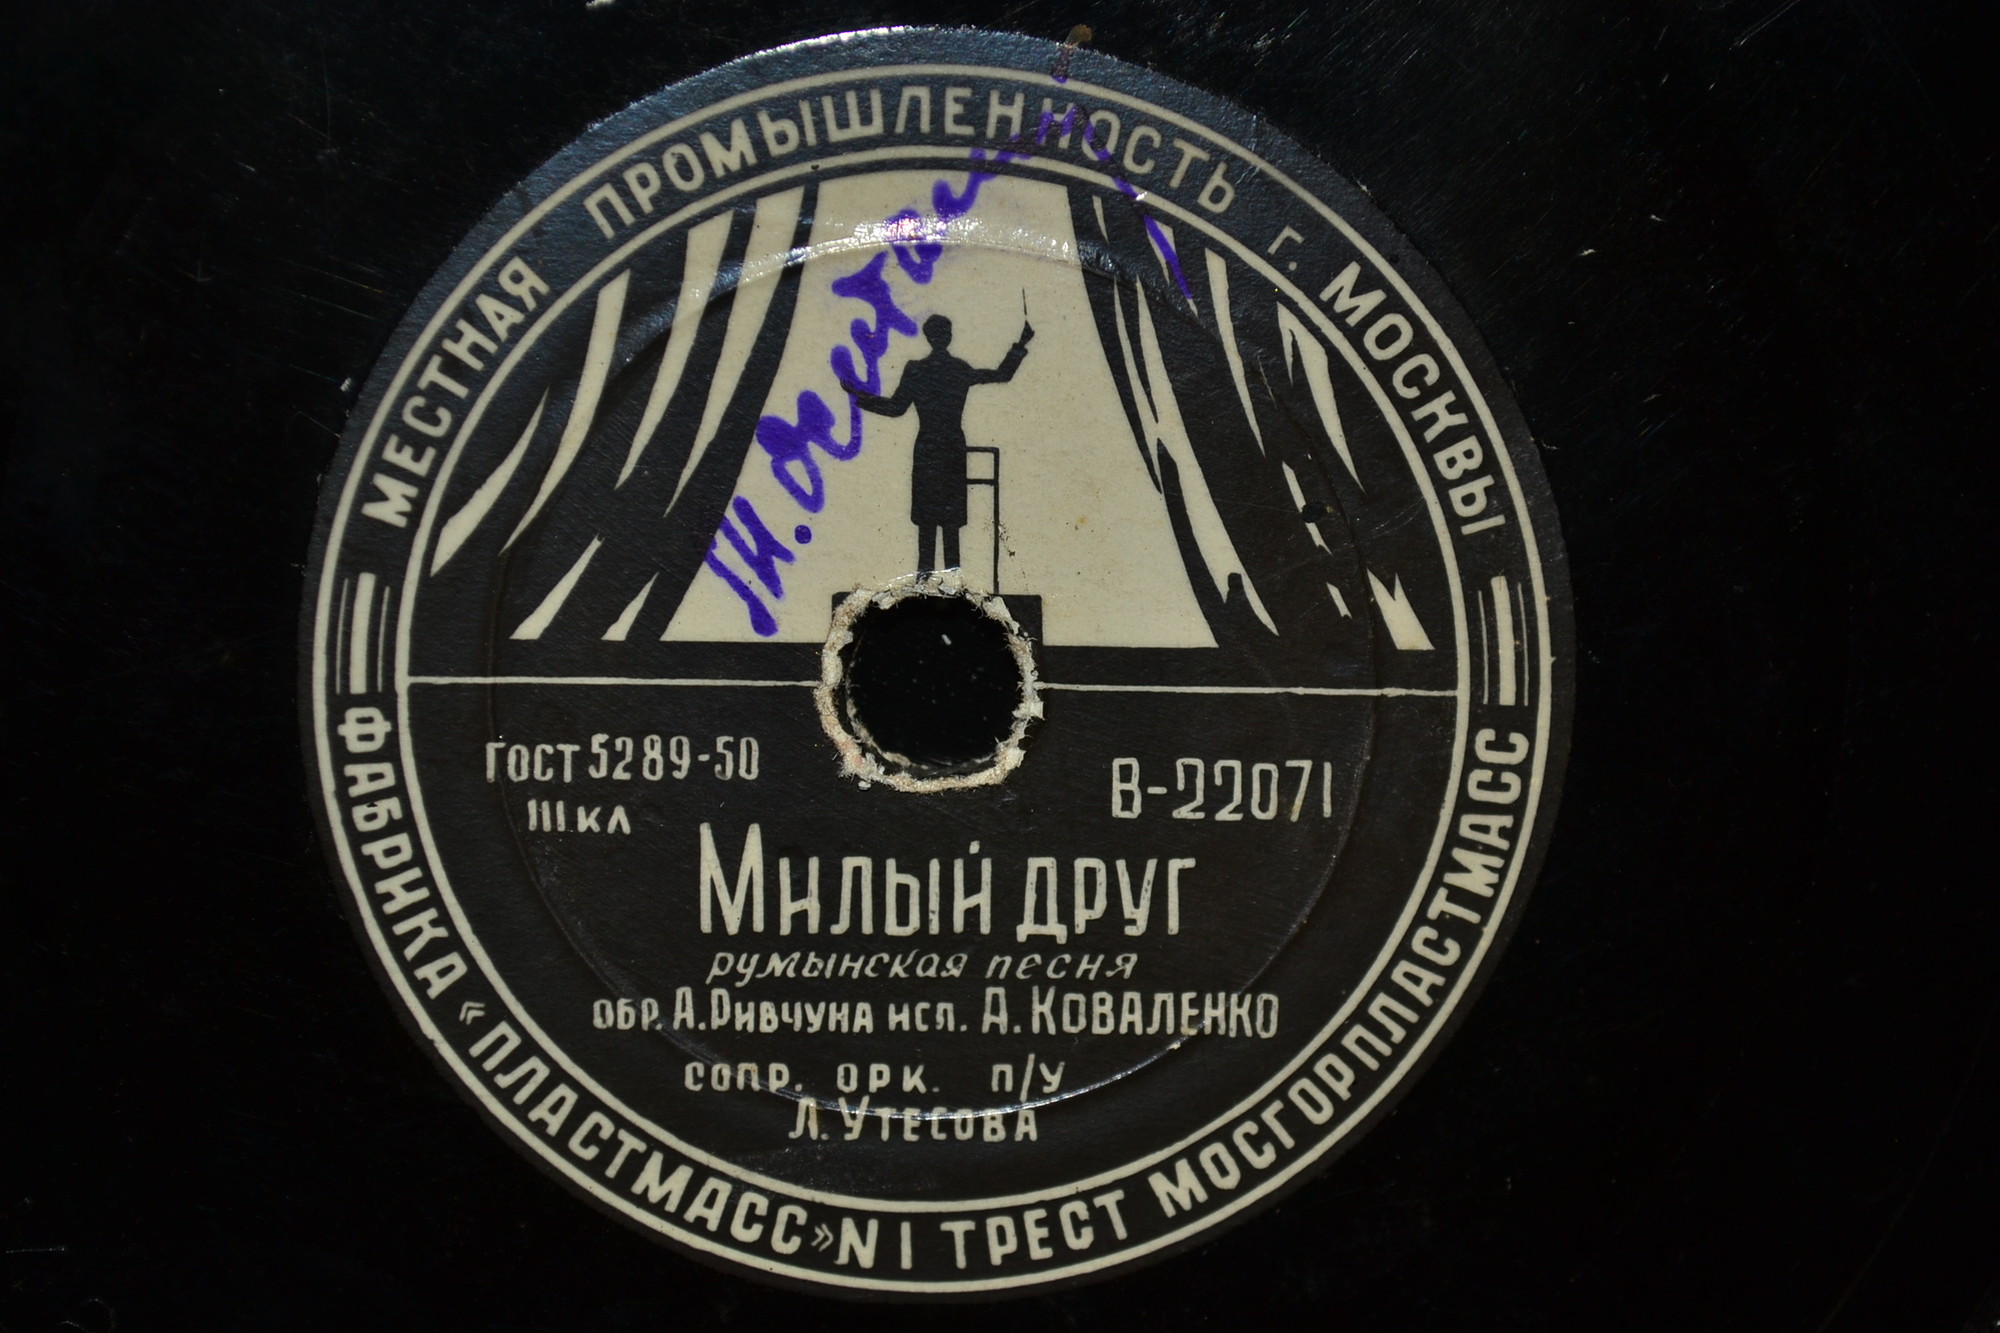 МЕСТНАЯ ПРОМЫШЛЕННОСТЬ г. МОСКВЫ
ГОСТ 5289-50
III кл
В-22071
Милый друг
румынская песня
обр. А. Ривчуна исп. А. Коваленко
сопр. орк. п/у
Л. Утесова
ФАБРИКА «ПЛАСТМАСС» N 1 ТРЕСТ МОСГОРПЛАСТМАСС